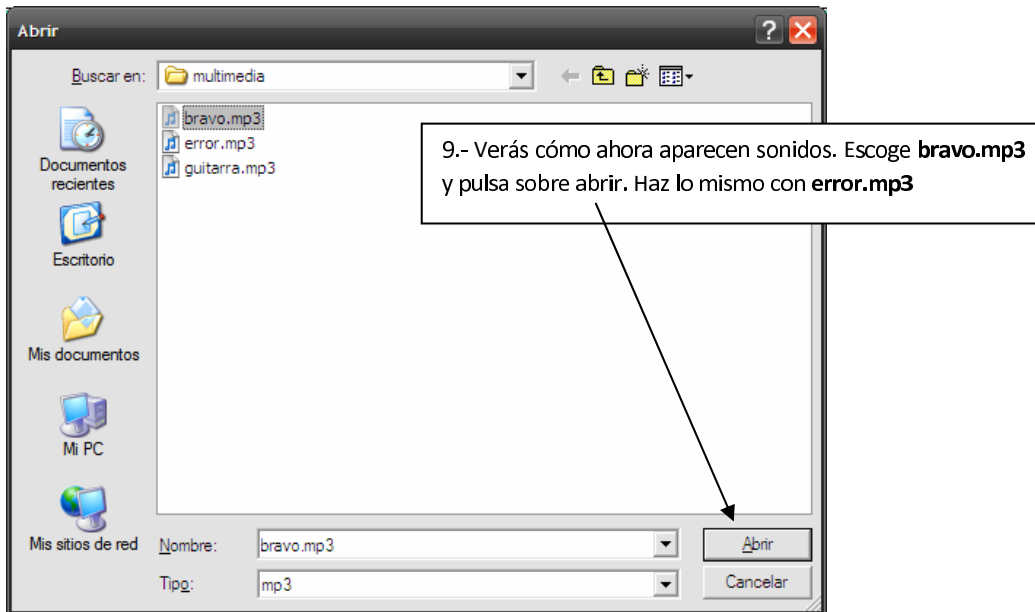 Abrir
Buscar en:
multimedia
bravo.mp3
error.mp3
guitarra.mp3
9.- Verás cómo ahora aparecen sonidos. Escoge bravo.mp3
y pulsa sobre abrir. Haz lo mismo con error.mp3
Documentos
recientes
Escritorio
Mis documentos
Mi PC
Mis sitios de red
Nombre:
bravo.mp3
Abrir
Tipo:
mp3
Cancelar